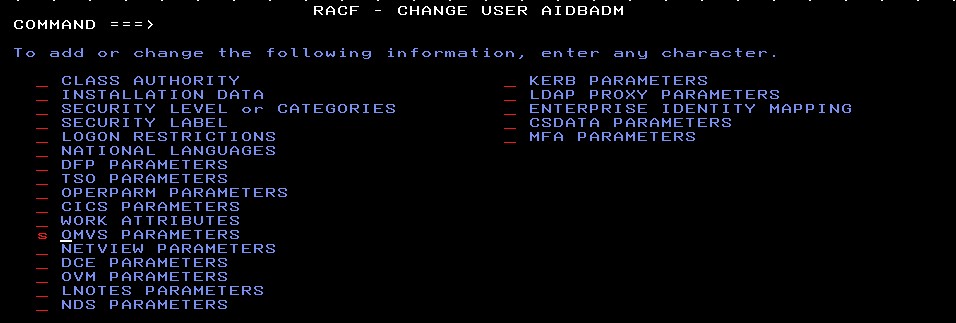 RACF - CHANGE USER AIDBADM
COMMAND ===>
To add or change the following information, enter any character.
_ CLASS AUTHORITY _ KERB PARAMETERS
_ INSTALLATION DATA _ LDAP PROXY PARAMETERS
_ SECURITY LEVEL or CATEGORIES _ ENTERPRISE IDENTITY MAPPING
_ SECURITY LABEL _ CSDATA PARAMETERS
_ LOGON RESTRICTIONS _ MFA PARAMETERS
_ NATIONAL LANGUAGES
_ DFP PARAMETERS
_ TSO PARAMETERS
_ OPERPARM PARAMETERS
_ CICS PARAMETERS
_ WORK ATTRIBUTES
s OMVS PARAMETERS
_ NETVIEW PARAMETERS
_ DCE PARAMETERS
_ OVM PARAMETERS
_ LNOTES PARAMETERS
_ NDS PARAMETERS